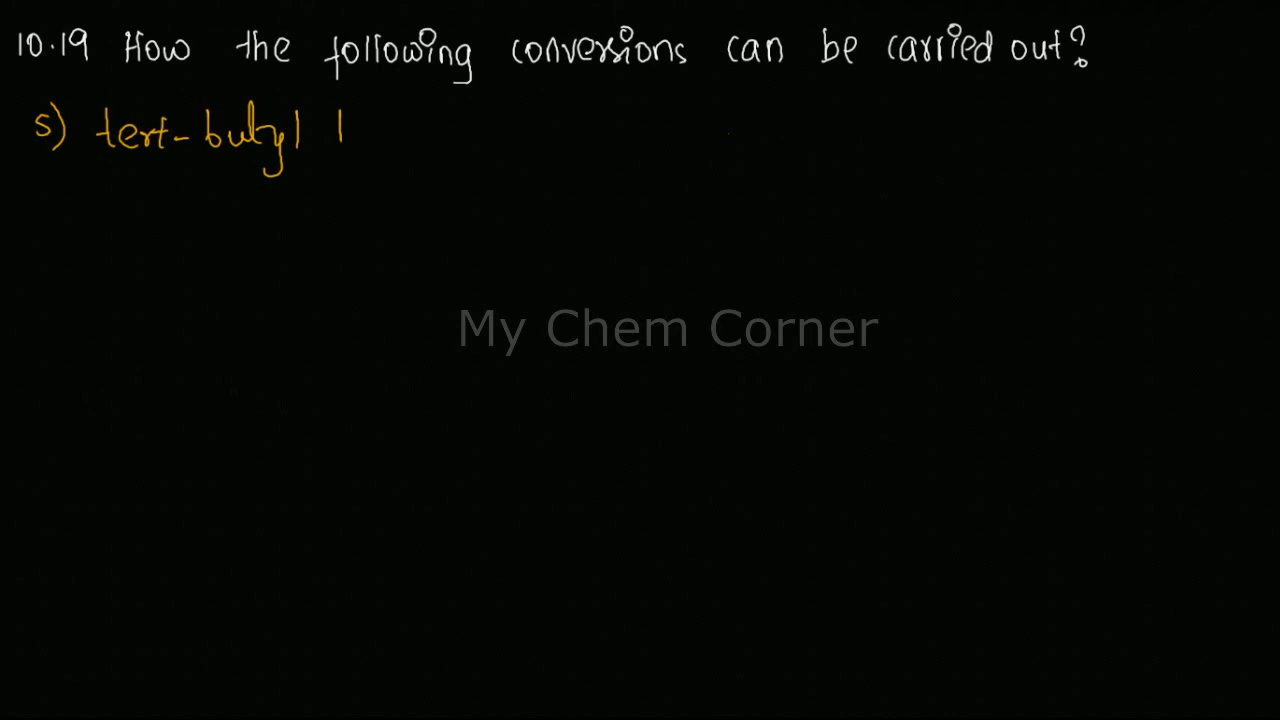 10.19 How the following conversions can be carried out?
s) tert-butyl
My Chem Corner